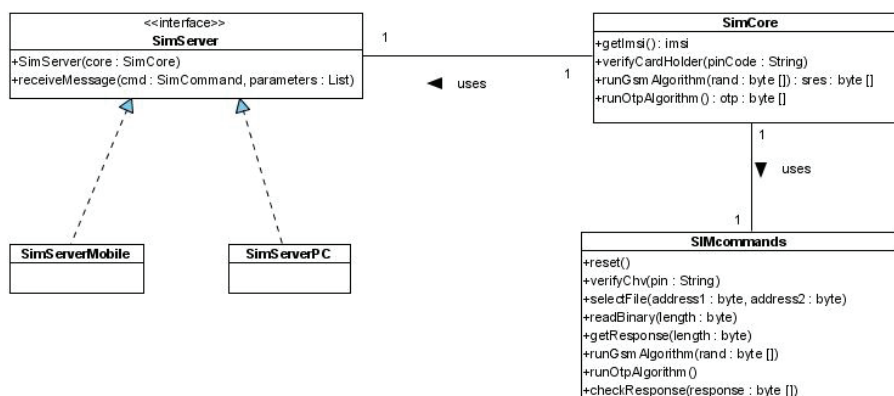 <<interface>>
SimServer
+SimServer(core : SimCore)
+receiveMessage(cmd : SimCommand, parameters : List)
1
uses
1
SimCore
+getImsi() : imsi
+verifyCardHolder(pinCode : String)
+runGsmAlgorithm(rand : byte []) : sres : byte []
+runOtpAlgorithm() : otp : byte []
1
uses
1
SimServerMobile
SimServerPC
SIMcommands
+reset()
+verifyChv(pin : String)
+selectFile(address1 : byte, address2 : byte)
+readBinary(length : byte)
+getResponse(length : byte)
+runGsmAlgorithm(rand : byte [])
+runOtpAlgorithm()
+checkResponse(response : byte [])